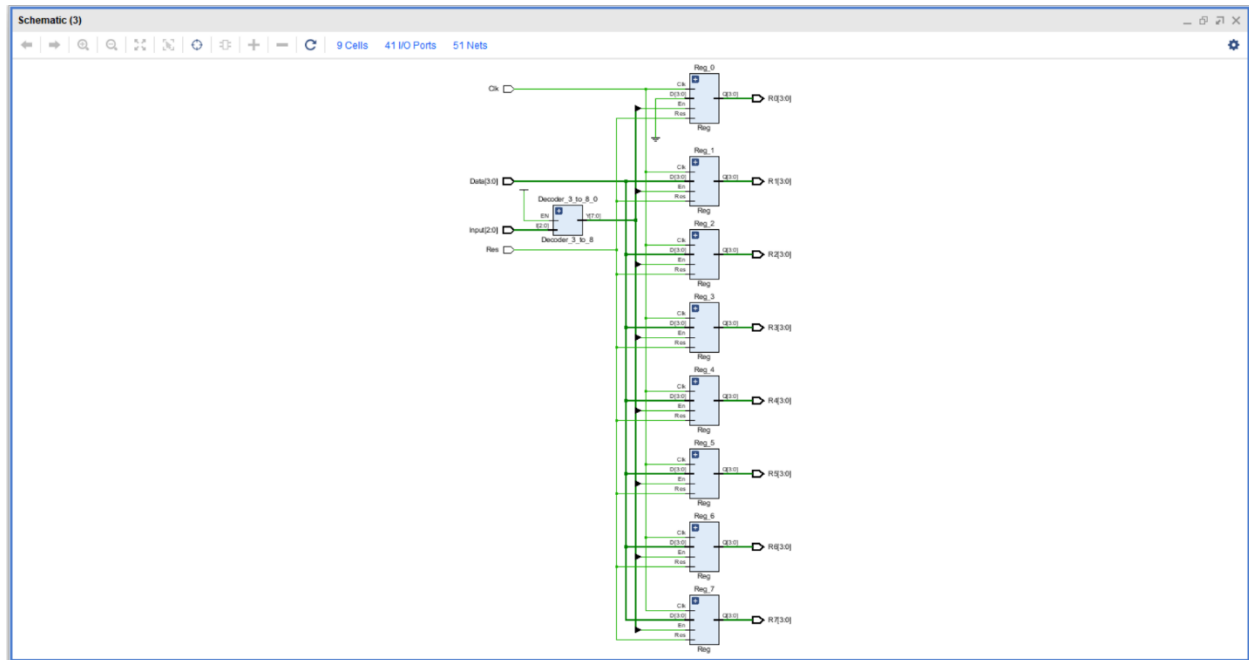 Schematic (3)
9 Cells 41 I/O Ports 51 Nets
Reg_0
Clk
Clk
D[3:0] Q[3:0] R0[3:0]
En
Res
Reg
Reg_1
Clk
Data[3:0] D[3:0] Q[3:0] R1[3:0]
En
Res
Reg
Decoder_3_to_8_0
EN Y[7:0]
Input[2:0] I[2:0]
Decoder_3_to_8
Res
Reg_2
Clk
D[3:0] Q[3:0] R2[3:0]
En
Res
Reg
Reg_3
Clk
D[3:0] Q[3:0] R3[3:0]
En
Res
Reg
Reg_4
Clk
D[3:0] Q[3:0] R4[3:0]
En
Res
Reg
Reg_5
Clk
D[3:0] Q[3:0] R5[3:0]
En
Res
Reg
Reg_6
Clk
D[3:0] Q[3:0] R6[3:0]
En
Res
Reg
Reg_7
Clk
D[3:0] Q[3:0] R7[3:0]
En
Res
Reg